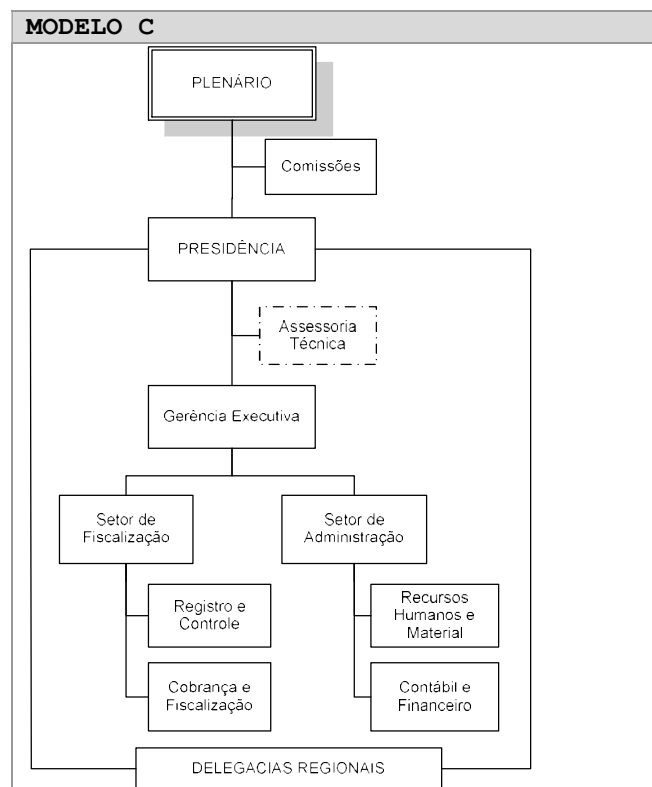 MODELO C
PLENÁRIO
Comissões
PRESIDÊNCIA
Assessoria
Técnica
Gerência Executiva
Setor de
Fiscalização
Setor de
Administração
Registro e
Controle
Recursos
Humanos e
Material
Cobrança e
Fiscalização
Contábil e
Financeiro
DELEGACIAS REGIONAIS